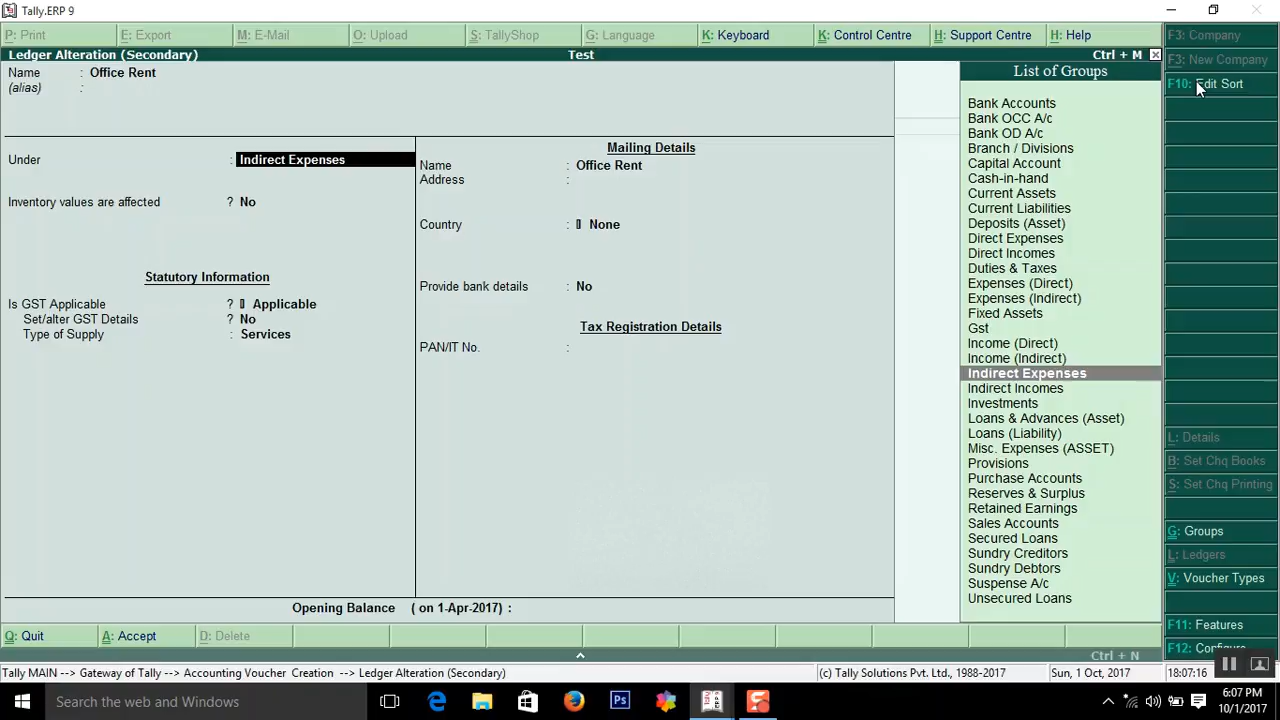 Tally.ERP 9
P: Print
E: Export
M: E-Mail
O: Upload
S: TallyShop
G: Language
K: Keyboard
K: Control Centre
H: Support Centre
H: Help
F3: Company
F3: New Company
F10: Edit Sort
Ledger Alteration (Secondary)
Test
Ctrl + M
Name : Office Rent
(alias) :
Under : Indirect Expenses
Inventory values are affected ? No
Statutory Information
Is GST Applicable ? Applicable
Set/alter GST Details ? No
Type of Supply : Services
Mailing Details
Name : Office Rent
Address :
Country : None
Provide bank details : No
Tax Registration Details
PAN/IT No. :
Opening Balance ( on 1-Apr-2017) :
List of Groups
Bank Accounts
Bank OCC A/c
Bank OD A/c
Branch / Divisions
Capital Account
Cash-in-hand
Current Assets
Current Liabilities
Deposits (Asset)
Direct Expenses
Direct Incomes
Duties & Taxes
Expenses (Direct)
Expenses (Indirect)
Fixed Assets
Gst
Income (Direct)
Income (Indirect)
Indirect Expenses
Indirect Incomes
Investments
Loans & Advances (Asset)
Loans (Liability)
Misc. Expenses (ASSET)
Provisions
Purchase Accounts
Reserves & Surplus
Retained Earnings
Sales Accounts
Secured Loans
Sundry Creditors
Sundry Debtors
Suspense A/c
Unsecured Loans
L: Details
B: Set Chq Books
S: Set Chq Printing
G: Groups
L: Ledgers
V: Voucher Types
F11: Features
F12: Configure
Q: Quit
A: Accept
D: Delete
Ctrl + N
Tally MAIN --> Gateway of Tally --> Accounting Voucher Creation --> Ledger Alteration (Secondary)
(c) Tally Solutions Pvt. Ltd., 1988-2017
Sun, 1 Oct, 2017
18:07:16
Search the web and Windows
Ps
6:07 PM
10/1/2017